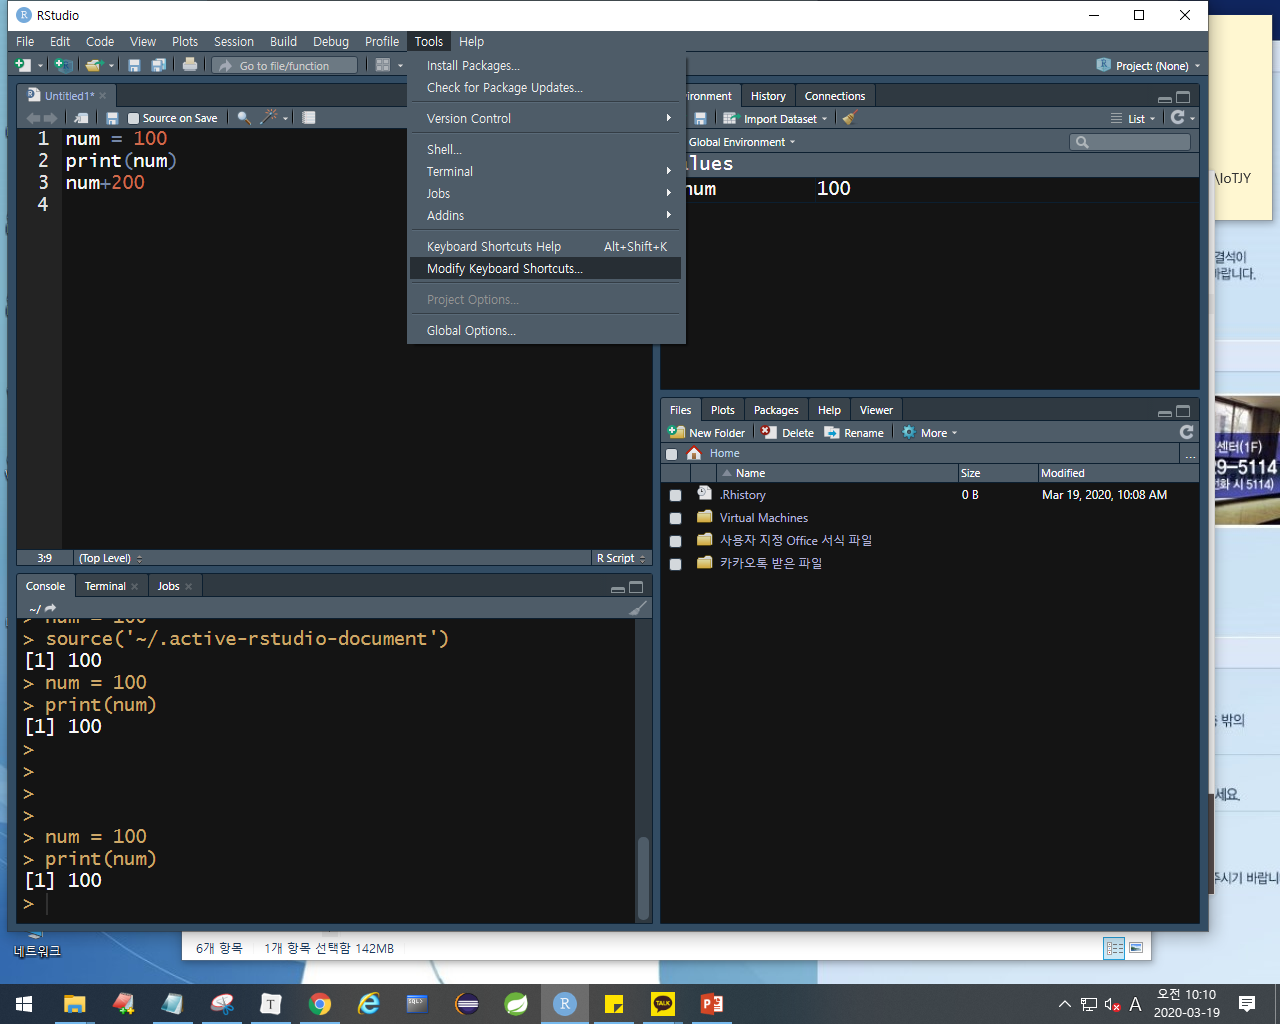 RStudio
File Edit Code View Plots Session Build Debug Profile Tools Help
Go to file/function
Project: (None)
Install Packages...
Check for Package Updates...
Version Control
Shell...
Terminal
Jobs
Addins
Keyboard Shortcuts Help Alt+Shift+K
Modify Keyboard Shortcuts...
Project Options...
Global Options...
Untitled1*
Source on Save
1 num = 100
2 print(num)
3 num+200
4
3:9 (Top Level) R Script
ironment History Connections
Import Dataset List
Global Environment
alues
num 100
Files Plots Packages Help Viewer
New Folder Delete Rename More
Home ...
Name Size Modified
.Rhistory 0 B Mar 19, 2020, 10:08 AM
Virtual Machines
사용자 지정 Office 서식 파일
카카오톡 받은 파일
Console Terminal Jobs
~/
> num = 100
> source('~/.active-rstudio-document')
[1] 100
> num = 100
> print(num)
[1] 100
>
>
>
>
> num = 100
> print(num)
[1] 100
>
\IoTJY
결석이
바랍니다.
센터(1F)
29-5114
전화 시 5114)
밖의
세요.
주시기 바랍니
네트워크
6개 항목 1개 항목 선택함 142MB
T
SQL
R
TALK
A
오전 10:10
2020-03-19